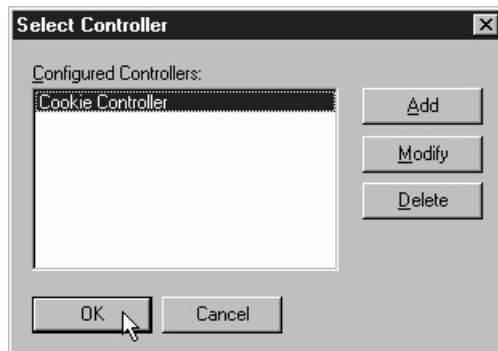 Select Controller
Configured Controllers:
Cookie Controller
Add
Modify
Delete
OK
Cancel